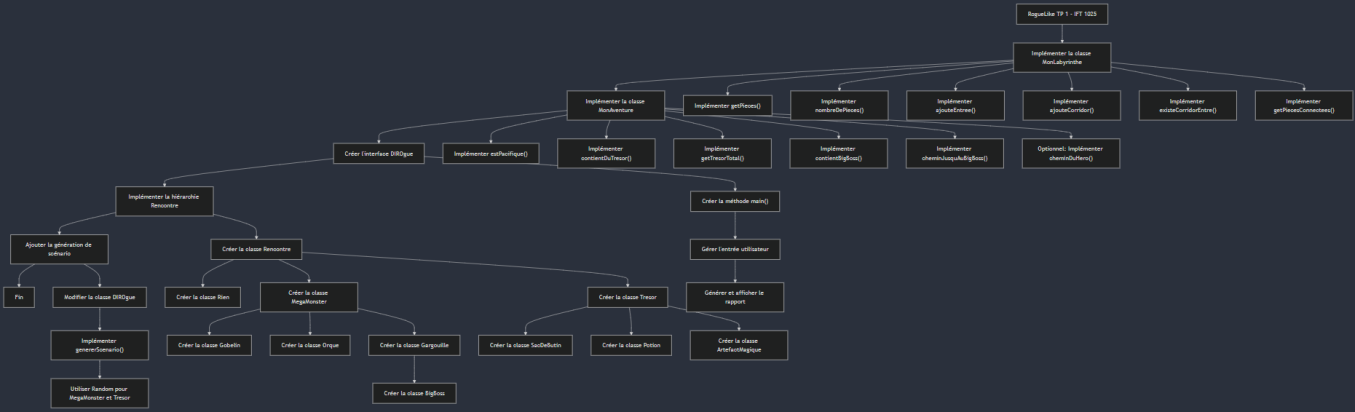 RogueLike TP 1 - IFT 1025
Implémenter la classe
MonLabyrinthe
Implémenter la classe
MonAventure
Implémenter getPieces()
Implémenter
nombreDePieces()
Implémenter
ajouteEntree()
Implémenter
ajouteCorridor()
Implémenter
existeCorridorEntre()
Implémenter
getPiecesConnectees()
Créer l'interface DIROgue
Implémenter estPacifique()
Implémenter
contientDuTresor()
Implémenter
getTresorTotal()
Implémenter
contientBigBoss()
Implémenter
cheminJusquAuBigBoss()
Optionnel: Implémenter
cheminDuHero()
Implémenter la hiérarchie
Rencontre
Créer la méthode main()
Ajouter la génération de
scénario
Créer la classe Rencontre
Gérer l'entrée utilisateur
Fin
Modifier la classe DIROgue
Créer la classe Rien
Créer la classe
MegaMonster
Créer la classe Tresor
Générer et afficher le
rapport
Implémenter
genererScenario()
Créer la classe Gobelin
Créer la classe Orque
Créer la classe Gargouille
Créer la classe SacDeButin
Créer la classe Potion
Créer la classe
ArtefactMagique
Utiliser Random pour
MegaMonster et Tresor
Créer la classe BigBoss